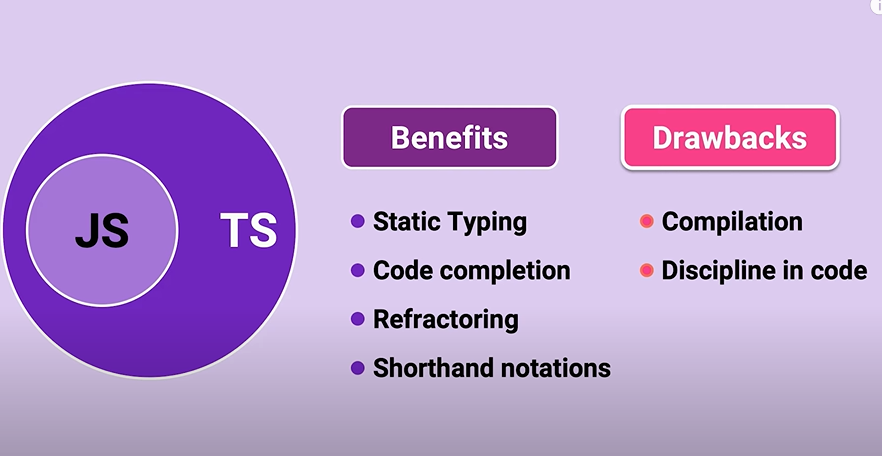 JS
TS
Benefits
Static Typing
Code completion
Refractoring
Shorthand notations
Drawbacks
Compilation
Discipline in code